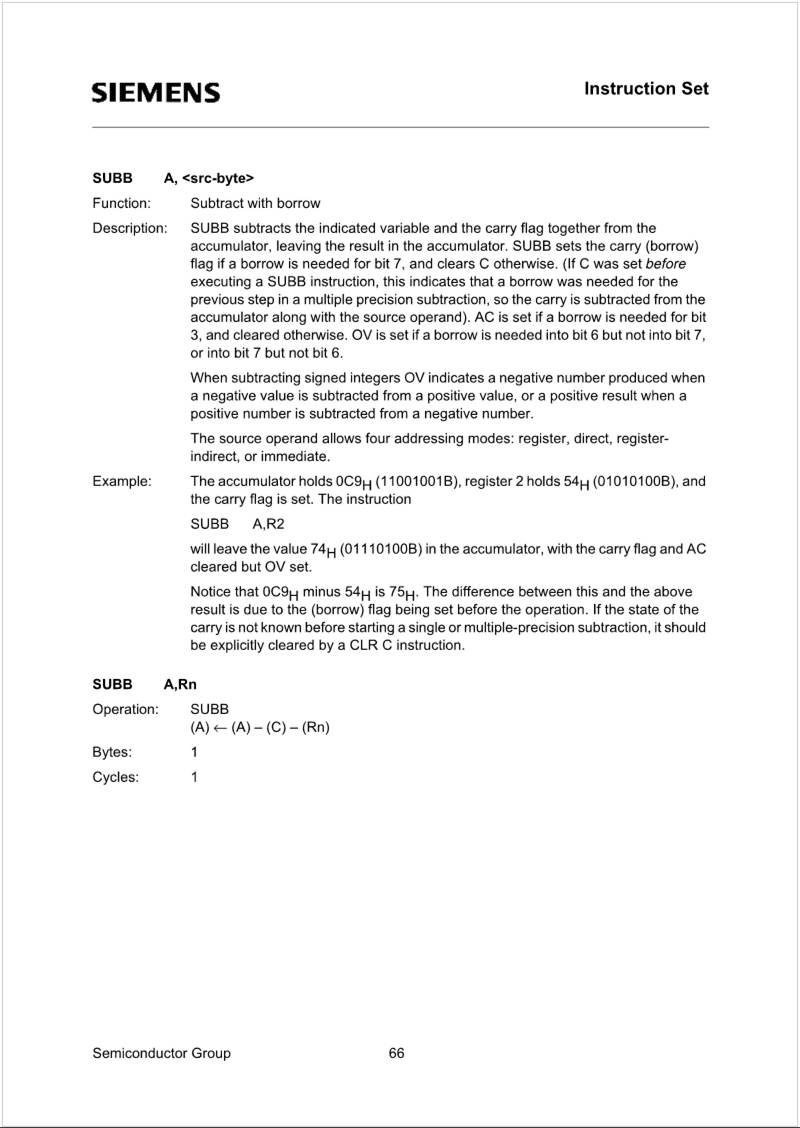 SIEMENS
Instruction Set
SUBB A, <src-byte>
Function: Subtract with borrow
Description: SUBB subtracts the indicated variable and the carry flag together from the
accumulator, leaving the result in the accumulator. SUBB sets the carry (borrow)
flag if a borrow is needed for bit 7, and clears C otherwise. (If C was set before
executing a SUBB instruction, this indicates that a borrow was needed for the
previous step in a multiple precision subtraction, so the carry is subtracted from the
accumulator along with the source operand). AC is set if a borrow is needed for bit
3, and cleared otherwise. OV is set if a borrow is needed into bit 6 but not into bit 7,
or into bit 7 but not bit 6.
When subtracting signed integers OV indicates a negative number produced when
a negative value is subtracted from a positive value, or a positive result when a
positive number is subtracted from a negative number.
The source operand allows four addressing modes: register, direct, register-
indirect, or immediate.
Example: The accumulator holds 0C9H (11001001B), register 2 holds 54H (01010100B), and
the carry flag is set. The instruction
SUBB A,R2
will leave the value 74H (01110100B) in the accumulator, with the carry flag and AC
cleared but OV set.
Notice that 0C9H minus 54H is 75H. The difference between this and the above
result is due to the (borrow) flag being set before the operation. If the state of the
carry is not known before starting a single or multiple-precision subtraction, it should
be explicitly cleared by a CLR C instruction.
SUBB A,Rn
Operation: SUBB
(A) ← (A) – (C) – (Rn)
Bytes: 1
Cycles: 1
Semiconductor Group 66